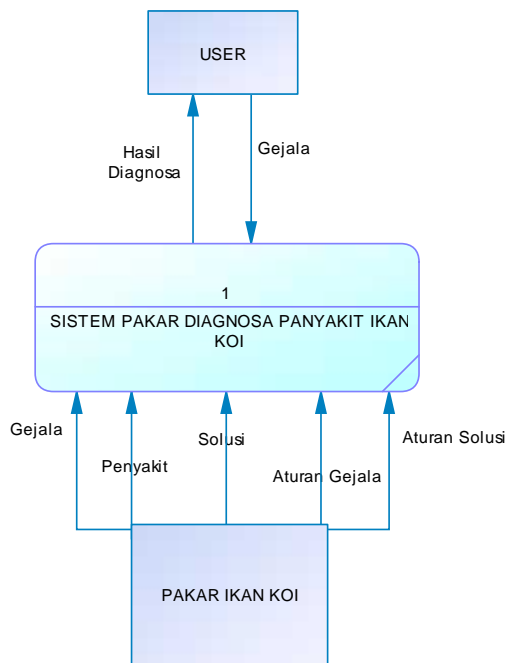 USER
Hasil
Diagnosa
Gejala
1
SISTEM PAKAR DIAGNOSA PANYAKIT IKAN
KOI
Gejala
Penyakit
Solusi
Aturan Gejala
Aturan Solusi
PAKAR IKAN KOI